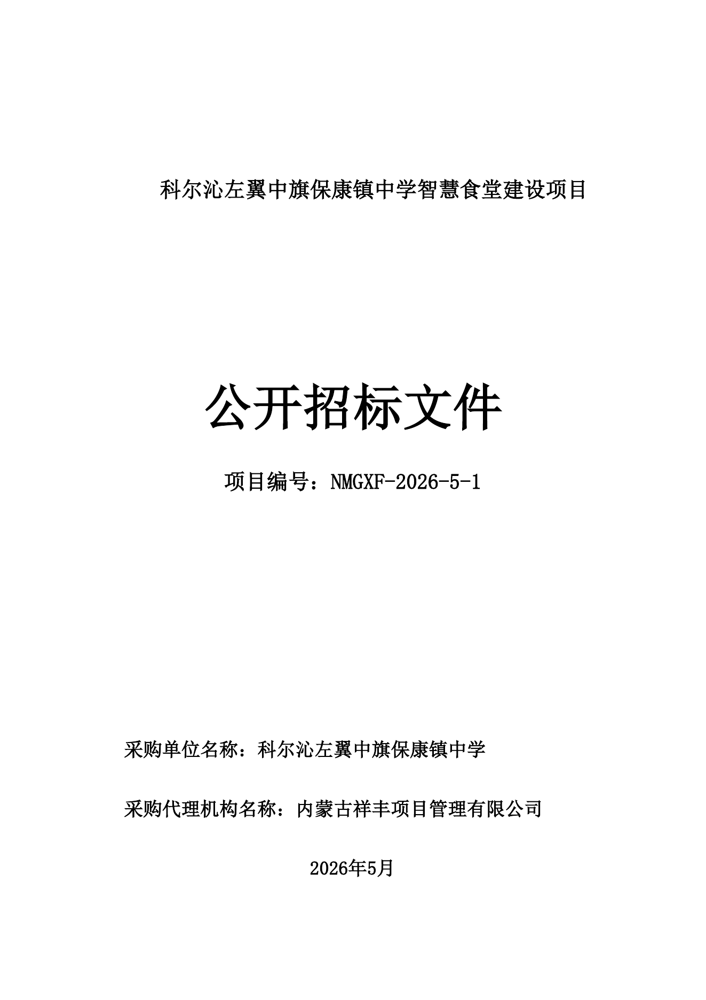 科尔沁左翼中旗保康镇中学智慧食堂建设项目
公开招标文件
项目编号：NMGXF-2026-5-1
采购单位名称：科尔沁左翼中旗保康镇中学
采购代理机构名称：内蒙古祥丰项目管理有限公司
2026年5月